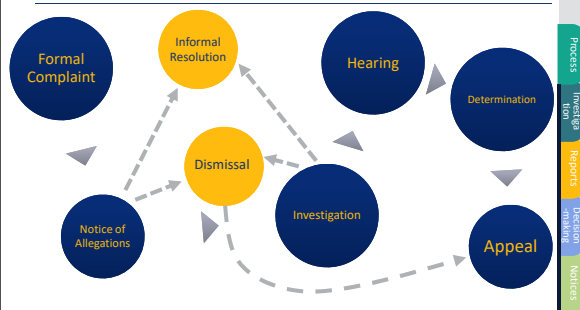 Formal
Complaint
Informal
Resolution
Hearing
Determination
Dismissal
Notice of
Allegations
Investigation
Appeal
Process
Investiga
tion
Reports
Decision
-making
Notices